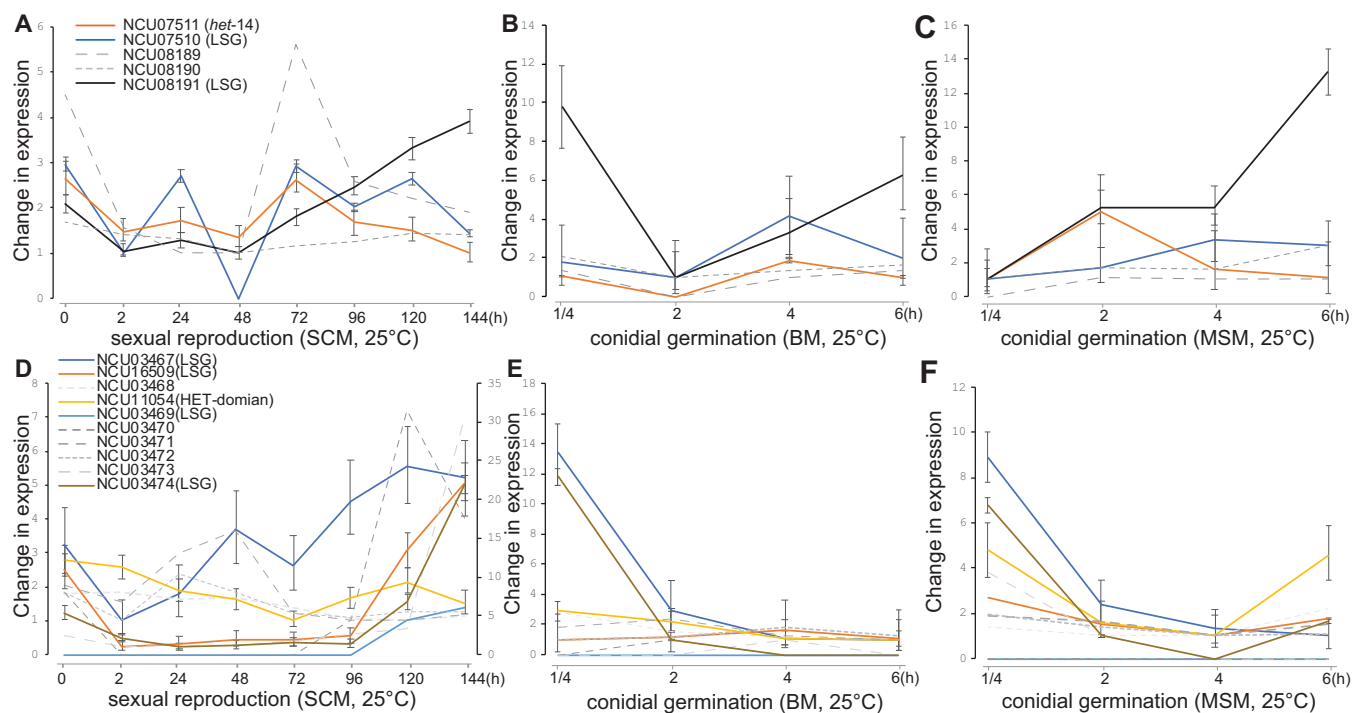 A
NCU07511 (het-14)
NCU07510 (LSG)
NCU08189
NCU08190
NCU08191 (LSG)
Change in expression
6
5
4
3
2
1
0
0 2 24 48 72 96 120 144(h)
sexual reproduction (SCM, 25°C)
B
Change in expression
14
12
10
8
6
4
2
0
1/4 2 4 6(h)
conidial germination (BM, 25°C)
C
Change in expression
16
14
12
10
8
6
4
2
0
1/4 2 4 6(h)
conidial germination (MSM, 25°C)
D
NCU03467(LSG)
NCU16509(LSG)
NCU03468
NCU11054(HET-domian)
NCU03469(LSG)
NCU03470
NCU03471
NCU03472
NCU03473
NCU03474(LSG)
Change in expression
8
7
6
5
4
3
2
1
0
35
30
25
20
15
10
5
0
0 2 24 48 72 96 120 144(h)
sexual reproduction (SCM, 25°C)
E
Change in expression
18
16
14
12
10
8
6
4
2
0
1/4 2 4 6(h)
conidial germination (BM, 25°C)
F
Change in expression
12
10
8
6
4
2
0
1/4 2 4 6(h)
conidial germination (MSM, 25°C)